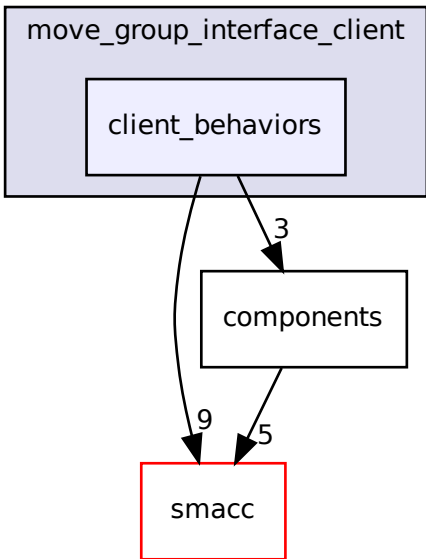 move_group_interface_client
client_behaviors
3
components
9
5
smacc